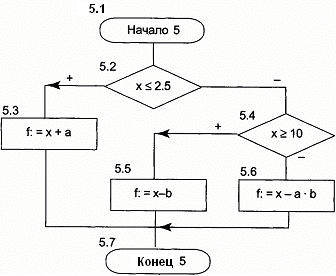 5.1
Начало 5
5.2
x ≤ 2.5
+
–
5.3
f: = x + a
5.4
x ≥ 10
+
–
5.5
f: = x–b
5.6
f: = x – a · b
5.7
Конец 5